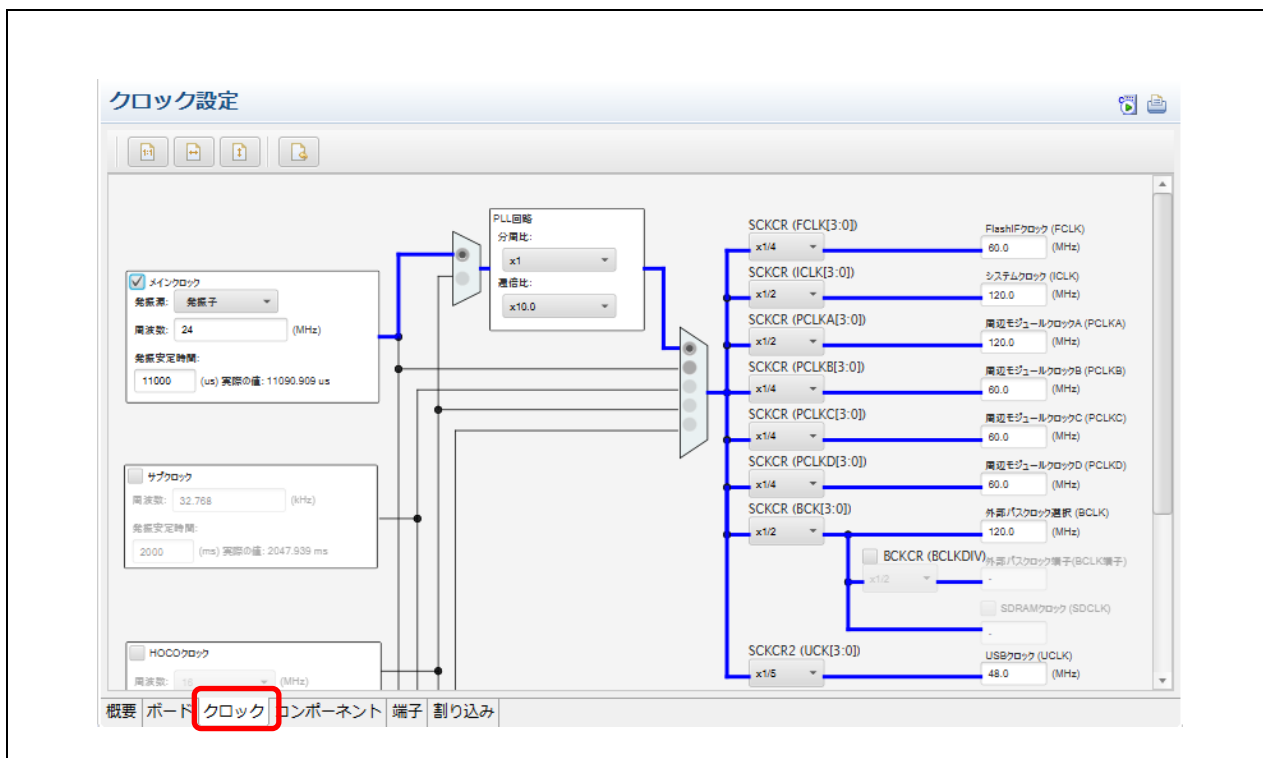 クロック設定
1:1
PLL回路
分周比:
x1
逓倍比:
x10.0
メインクロック
発振源: 発振子
周波数: 24 (MHz)
発振安定時間:
11000 (us) 実際の値: 11090.909 us
サブクロック
周波数: 32.768 (kHz)
発振安定時間:
2000 (ms) 実際の値: 2047.939 ms
HOCOクロック
周波数: 16 (MHz)
SCKCR (FCLK[3:0])
x1/4
FlashIFクロック (FCLK)
60.0 (MHz)
SCKCR (ICLK[3:0])
x1/2
システムクロック (ICLK)
120.0 (MHz)
SCKCR (PCLKA[3:0])
x1/2
周辺モジュールクロックA (PCLKA)
120.0 (MHz)
SCKCR (PCLKB[3:0])
x1/4
周辺モジュールクロックB (PCLKB)
60.0 (MHz)
SCKCR (PCLKC[3:0])
x1/4
周辺モジュールクロックC (PCLKC)
60.0 (MHz)
SCKCR (PCLKD[3:0])
x1/4
周辺モジュールクロックD (PCLKD)
60.0 (MHz)
SCKCR (BCK[3:0])
x1/2
外部バスクロック選択 (BCLK)
120.0 (MHz)
BCKCR (BCLKDIV)
x1/2
外部バスクロック端子(BCLK端子)
-
SDRAMクロック (SDCLK)
-
SCKCR2 (UCK[3:0])
x1/5
USBクロック (UCLK)
48.0 (MHz)
概要 ボード クロック コンポーネント 端子 割り込み